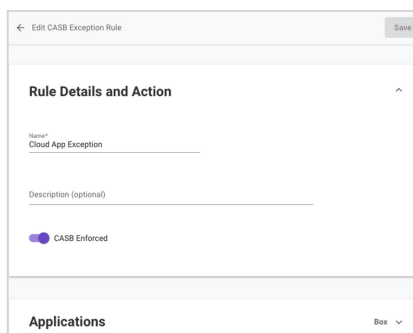 Edit CASB Exception Rule
Save
Rule Details and Action
Name*
Cloud App Exception
Description (optional)
CASB Enforced
Applications
Box